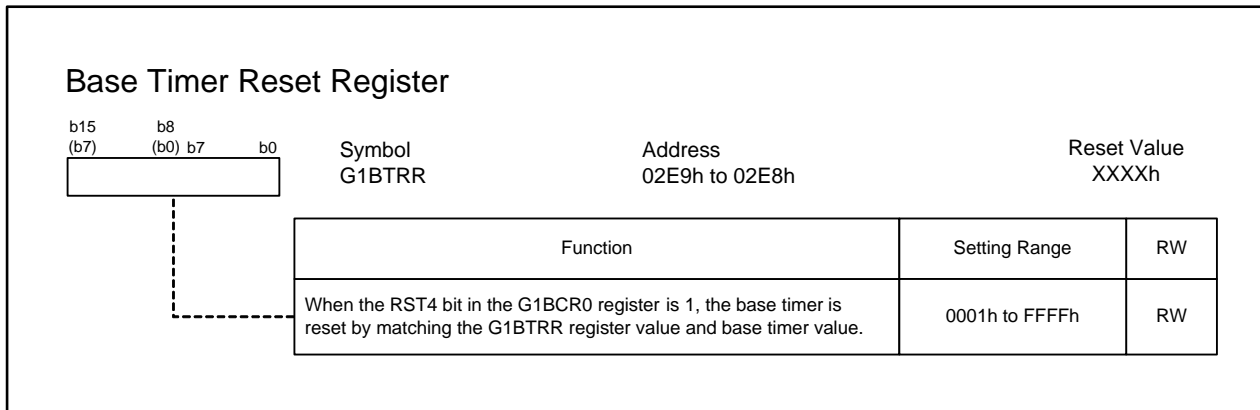 Base Timer Reset Register
b15 b8
(b7) (b0) b7 b0
Symbol Address Reset Value
G1BTRR 02E9h to 02E8h XXXXh
Function Setting Range RW
When the RST4 bit in the G1BCR0 register is 1, the base timer is
reset by matching the G1BTRR register value and base timer value.
0001h to FFFFh RW